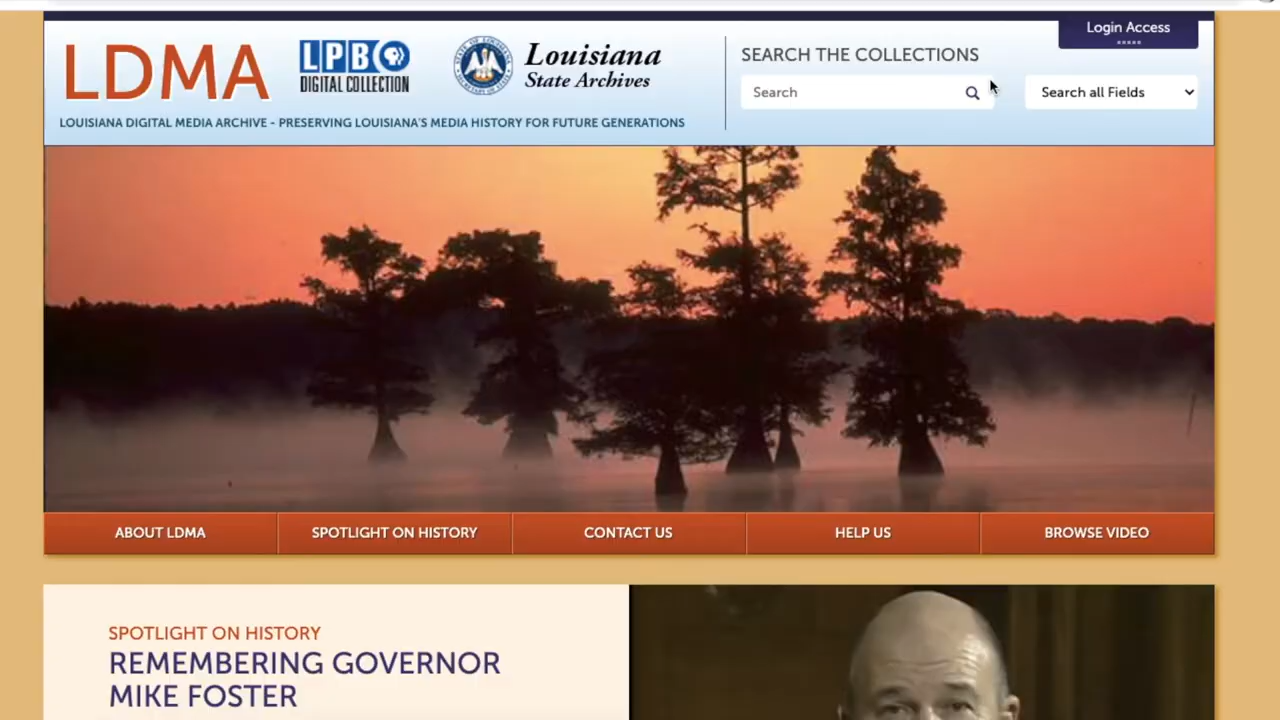 Login Access
LDMA
LPB
DIGITAL COLLECTION
Louisiana
State Archives
SEARCH THE COLLECTIONS
Search
Search all Fields
LOUISIANA DIGITAL MEDIA ARCHIVE - PRESERVING LOUISIANA'S MEDIA HISTORY FOR FUTURE GENERATIONS
ABOUT LDMA
SPOTLIGHT ON HISTORY
CONTACT US
HELP US
BROWSE VIDEO
SPOTLIGHT ON HISTORY
REMEMBERING GOVERNOR
MIKE FOSTER